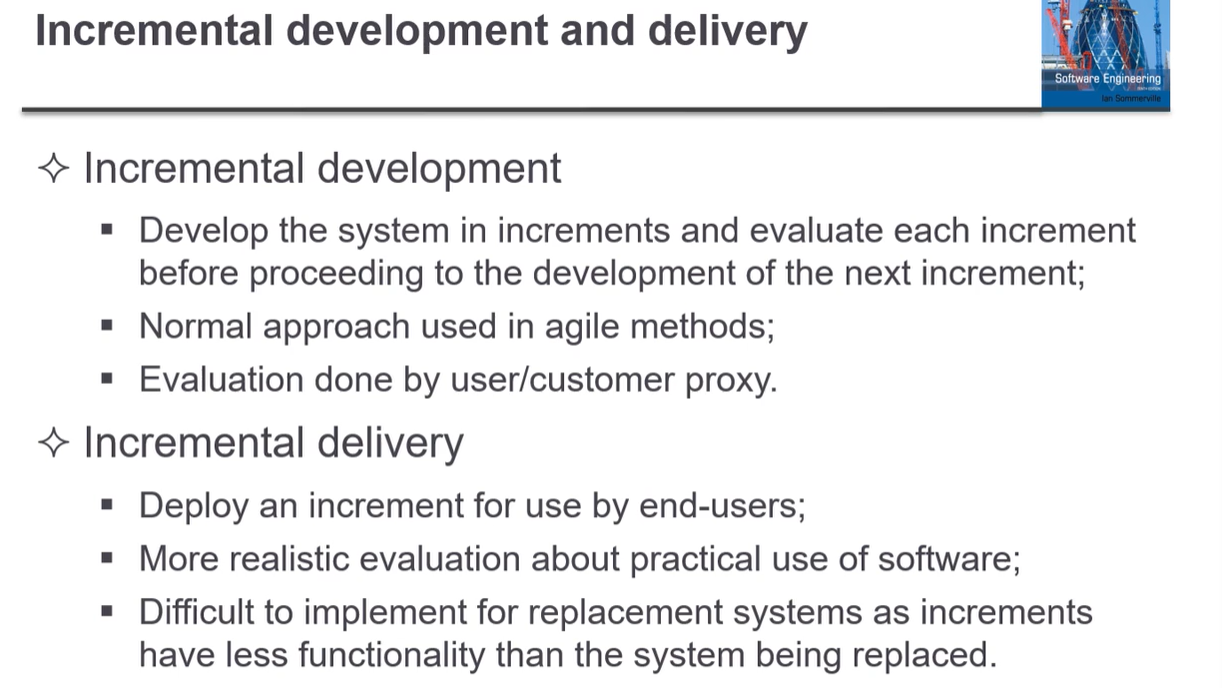 Incremental development and delivery
Software Engineering
Ian Sommerville
✧ Incremental development
▪ Develop the system in increments and evaluate each increment
before proceeding to the development of the next increment;
▪ Normal approach used in agile methods;
▪ Evaluation done by user/customer proxy.
✧ Incremental delivery
▪ Deploy an increment for use by end-users;
▪ More realistic evaluation about practical use of software;
▪ Difficult to implement for replacement systems as increments
have less functionality than the system being replaced.